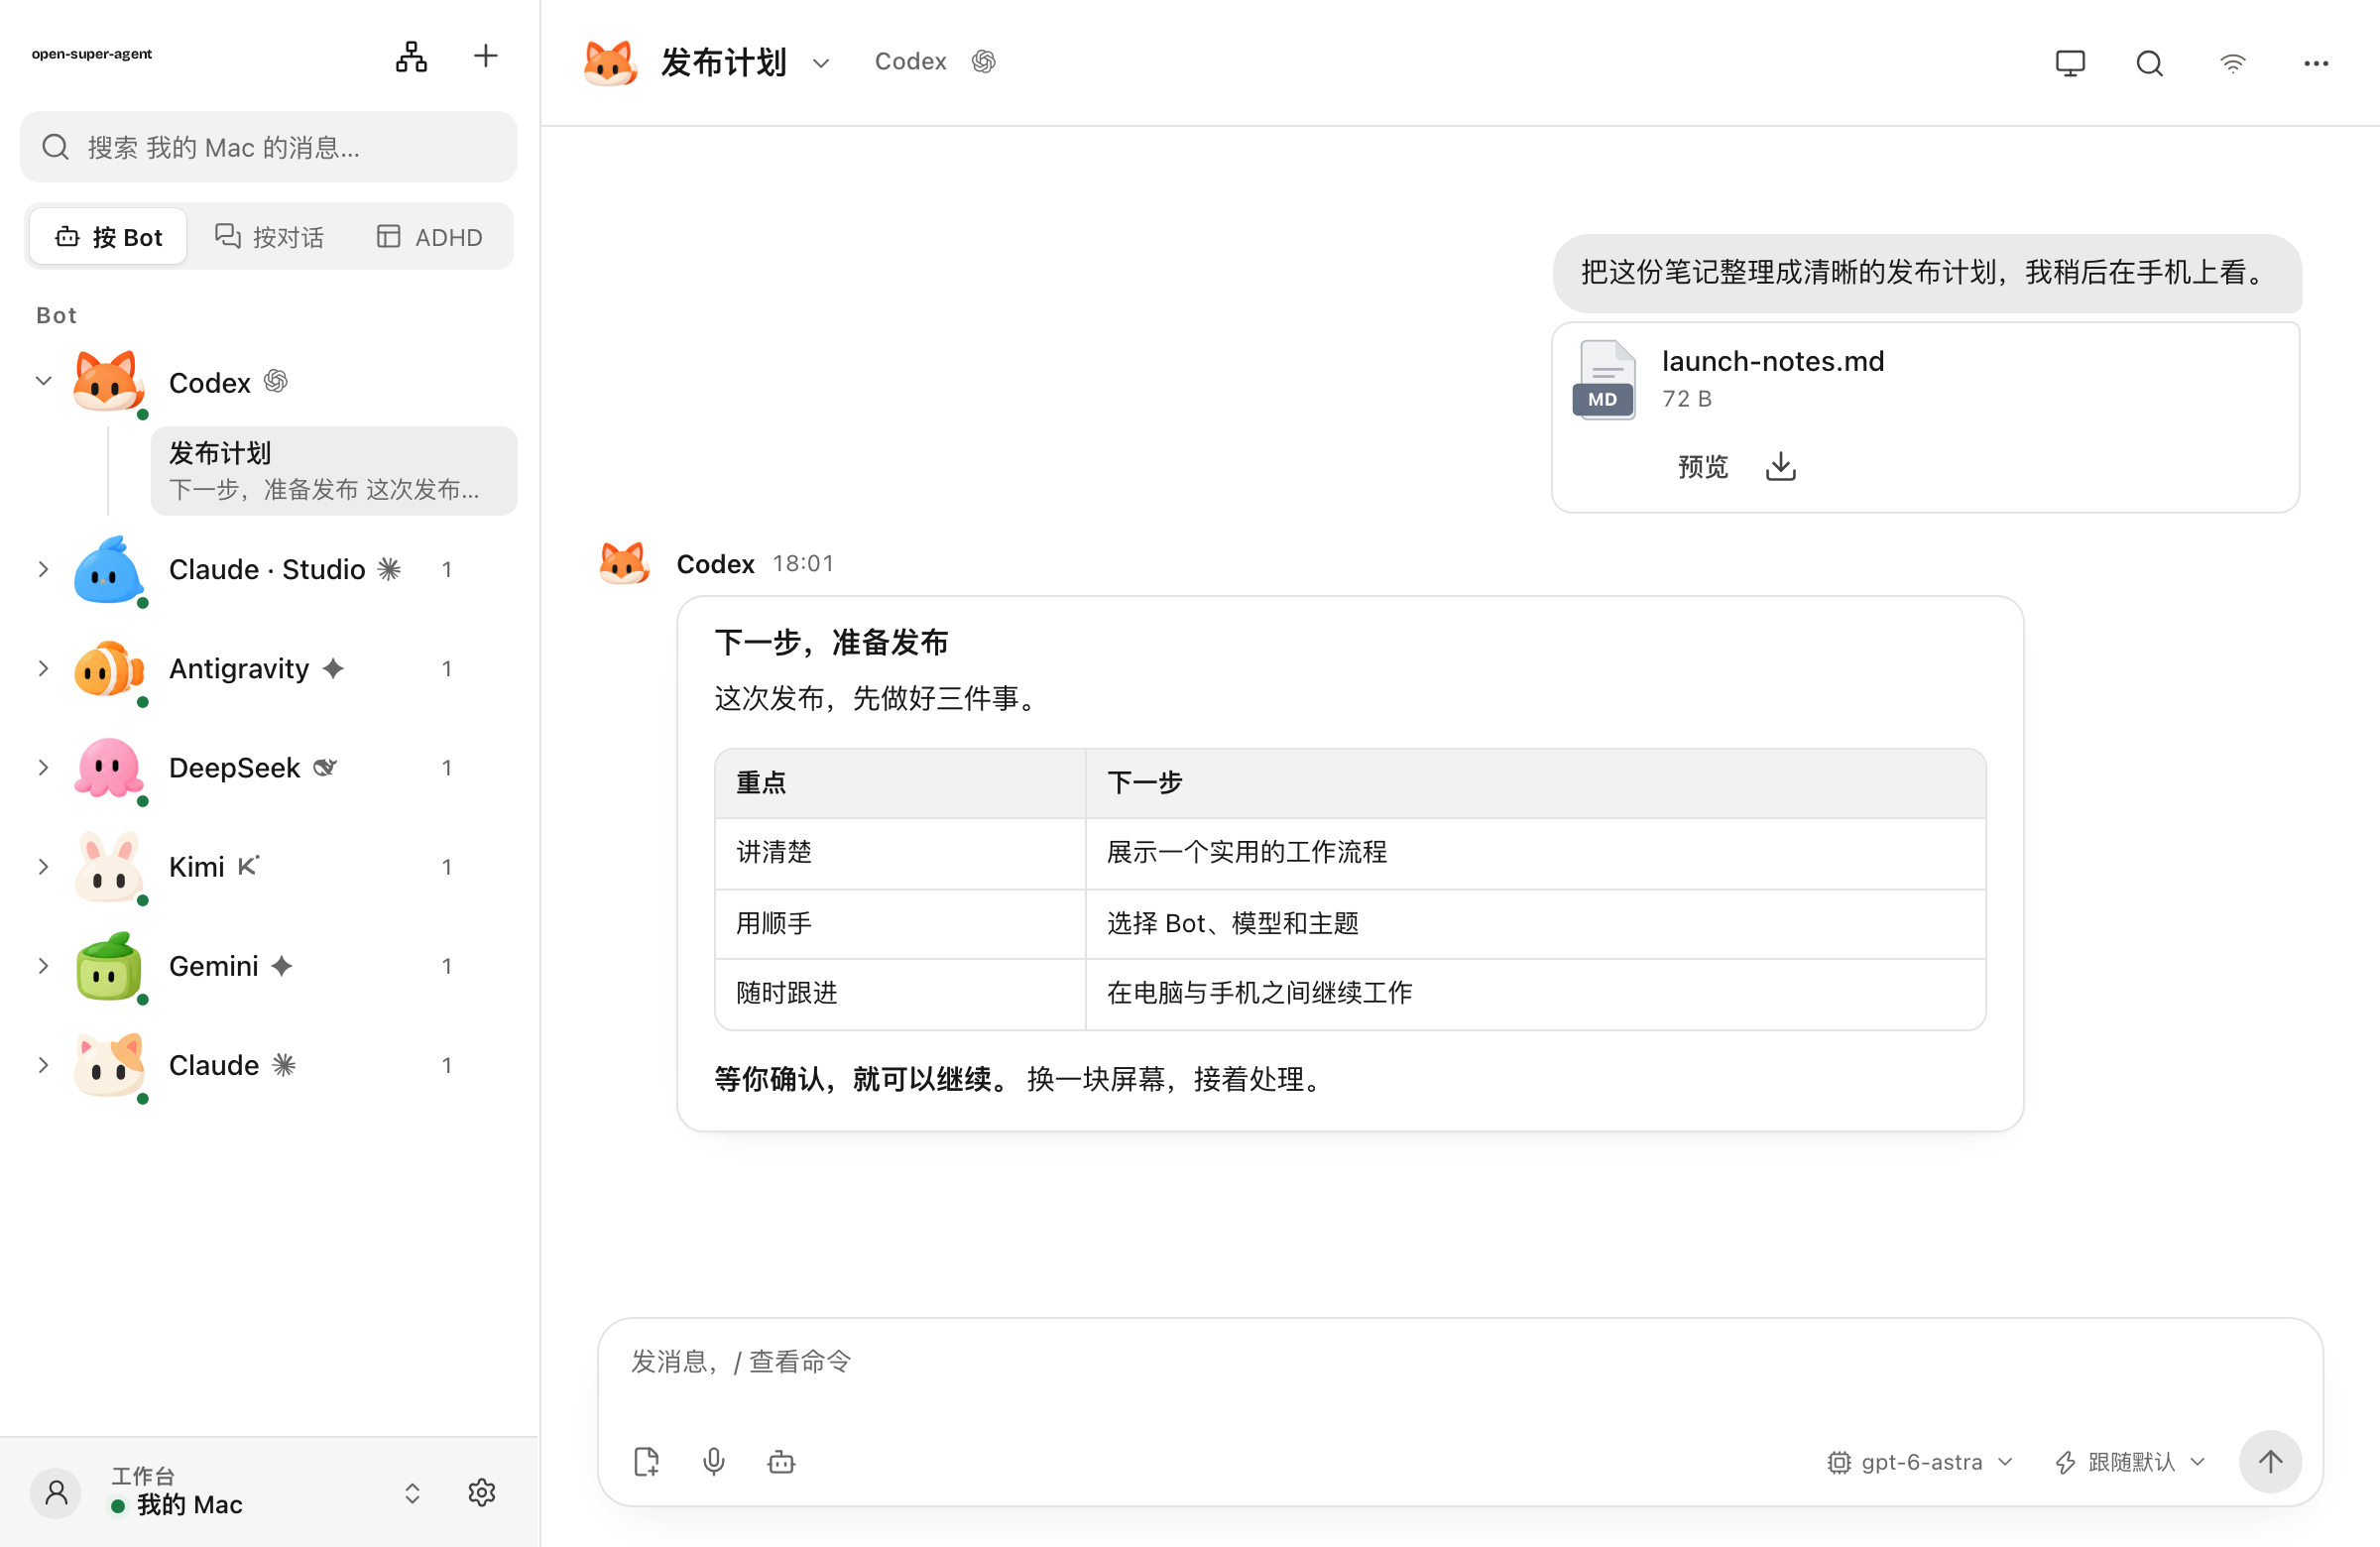 open-super-agent
搜索 我的 Mac 的消息...
按 Bot
按对话
ADHD
Bot
Codex
发布计划
下一步，准备发布 这次发布...
Claude · Studio
1
Antigravity
1
DeepSeek
1
Kimi
1
Gemini
1
Claude
1
工作台
我的 Mac
发布计划
Codex
把这份笔记整理成清晰的发布计划，我稍后在手机上看。
MD
launch-notes.md
72 B
预览
Codex 18:01
下一步，准备发布
这次发布，先做好三件事。
重点 下一步
讲清楚 展示一个实用的工作流程
用顺手 选择 Bot、模型和主题
随时跟进 在电脑与手机之间继续工作
等你确认，就可以继续。 换一块屏幕，接着处理。
发消息，/ 查看命令
gpt-6-astra
跟随默认